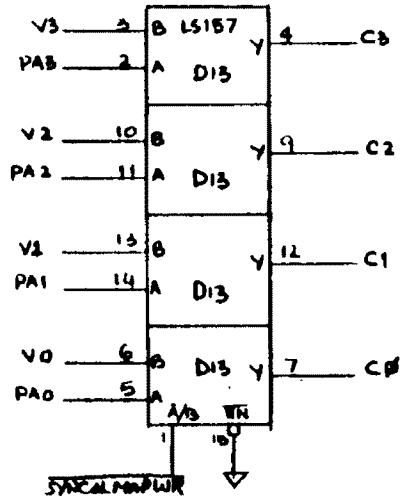 V3 3 B LS157 Y 4 C3
PA3 2 A D13
V2 10 B Y 9 C2
PA2 11 A D13
V1 13 B Y 12 C1
PA1 14 A D13
V0 6 B D13 Y 7 CØ
PA0 5 A
A/B EN
1 15